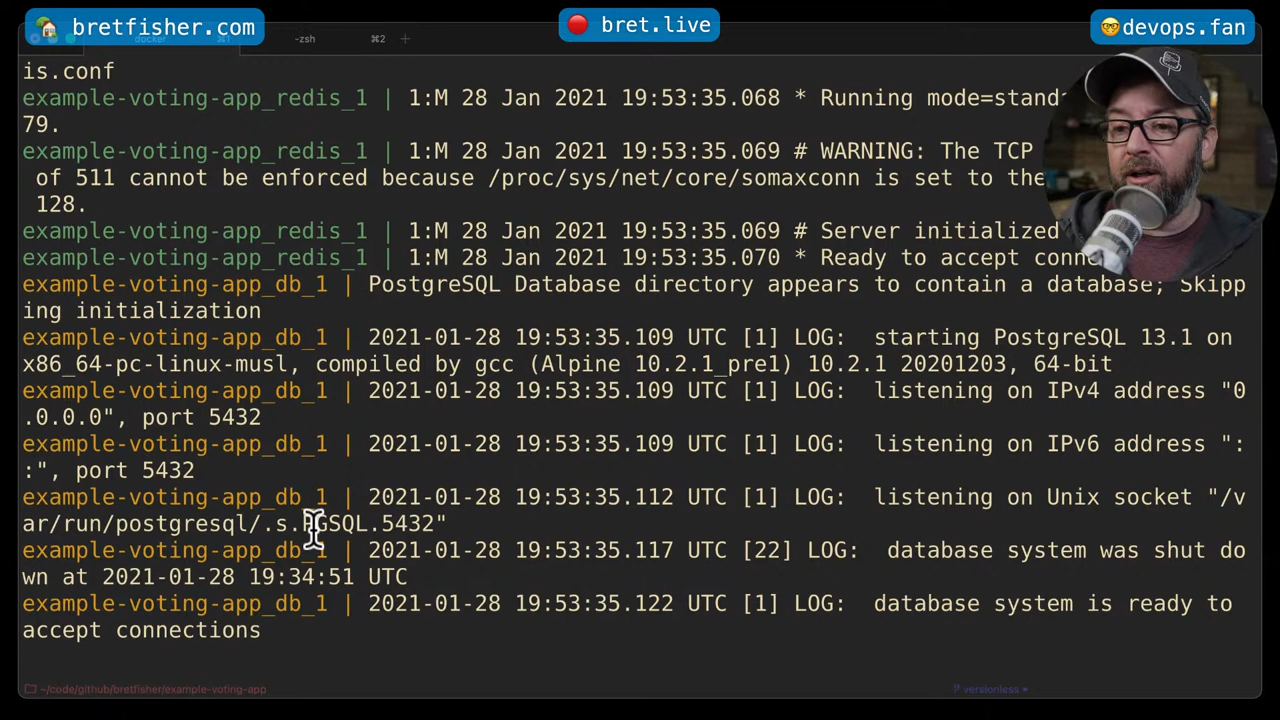 bretfisher.com
bret.live
devops.fan
docker ⌘1
-zsh ⌘2 +
is.conf
example-voting-app_redis_1 | 1:M 28 Jan 2021 19:53:35.068 * Running mode=stand
79.
example-voting-app_redis_1 | 1:M 28 Jan 2021 19:53:35.069 # WARNING: The TCP
of 511 cannot be enforced because /proc/sys/net/core/somaxconn is set to the
128.
example-voting-app_redis_1 | 1:M 28 Jan 2021 19:53:35.069 # Server initialized
example-voting-app_redis_1 | 1:M 28 Jan 2021 19:53:35.070 * Ready to accept conne
example-voting-app_db_1 | PostgreSQL Database directory appears to contain a database; Skipp
ing initialization
example-voting-app_db_1 | 2021-01-28 19:53:35.109 UTC [1] LOG:  starting PostgreSQL 13.1 on
x86_64-pc-linux-musl, compiled by gcc (Alpine 10.2.1_pre1) 10.2.1 20201203, 64-bit
example-voting-app_db_1 | 2021-01-28 19:53:35.109 UTC [1] LOG:  listening on IPv4 address "0
.0.0.0", port 5432
example-voting-app_db_1 | 2021-01-28 19:53:35.109 UTC [1] LOG:  listening on IPv6 address ":
:", port 5432
example-voting-app_db_1 | 2021-01-28 19:53:35.112 UTC [1] LOG:  listening on Unix socket "/v
ar/run/postgresql/.s.PGSQL.5432"
example-voting-app_db_1 | 2021-01-28 19:53:35.117 UTC [22] LOG:  database system was shut do
wn at 2021-01-28 19:34:51 UTC
example-voting-app_db_1 | 2021-01-28 19:53:35.122 UTC [1] LOG:  database system is ready to
accept connections
~/code/github/bretfisher/example-voting-app
versionless *